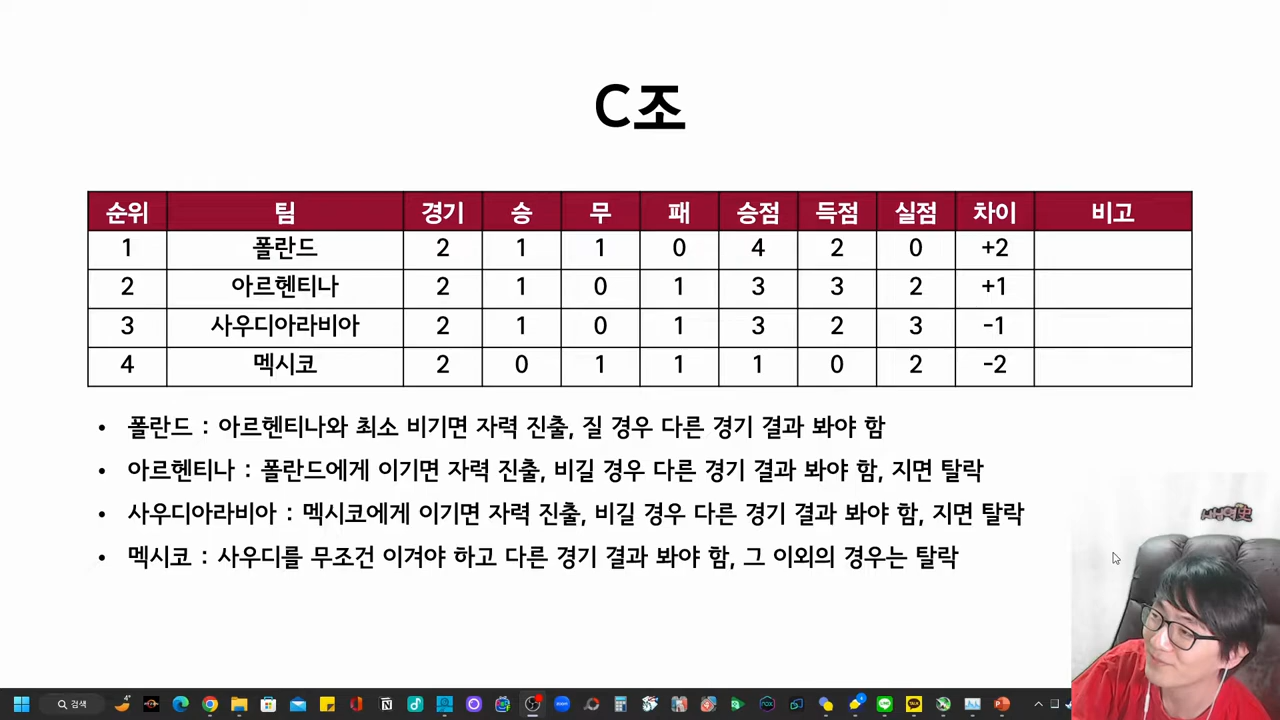 C조
순위 팀 경기 승 무 패 승점 득점 실점 차이 비고
1 폴란드 2 1 1 0 4 2 0 +2
2 아르헨티나 2 1 0 1 3 3 2 +1
3 사우디아라비아 2 1 0 1 3 2 3 -1
4 멕시코 2 0 1 1 1 0 2 -2
• 폴란드 : 아르헨티나와 최소 비기면 자력 진출, 질 경우 다른 경기 결과 봐야 함
• 아르헨티나 : 폴란드에게 이기면 자력 진출, 비길 경우 다른 경기 결과 봐야 함, 지면 탈락
• 사우디아라비아 : 멕시코에게 이기면 자력 진출, 비길 경우 다른 경기 결과 봐야 함, 지면 탈락
• 멕시코 : 사우디를 무조건 이겨야 하고 다른 경기 결과 봐야 함, 그 이외의 경우는 탈락
검색
4°